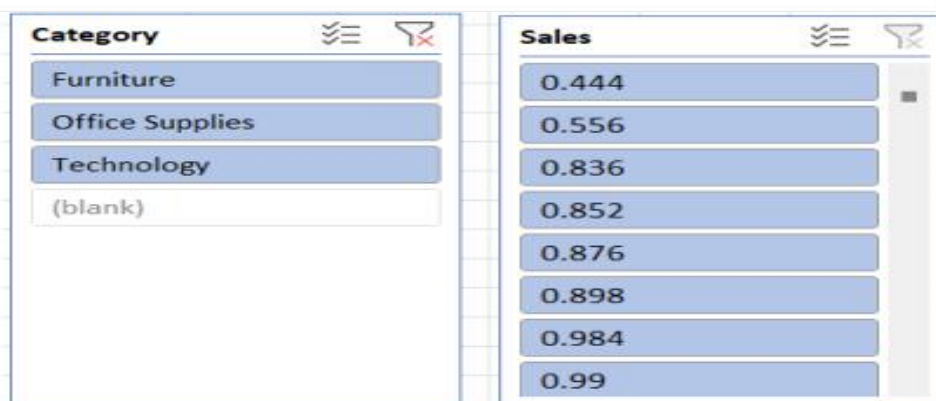 Category
Furniture
Office Supplies
Technology
(blank)
Sales
0.444
0.556
0.836
0.852
0.876
0.898
0.984
0.99